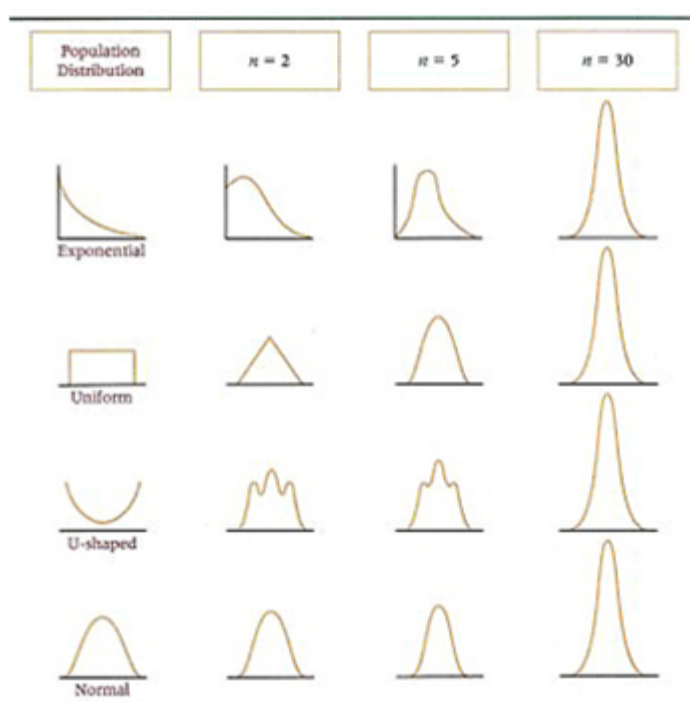 Population
Distribution
n = 2
n = 5
n = 30
Exponential
Uniform
U-shaped
Normal